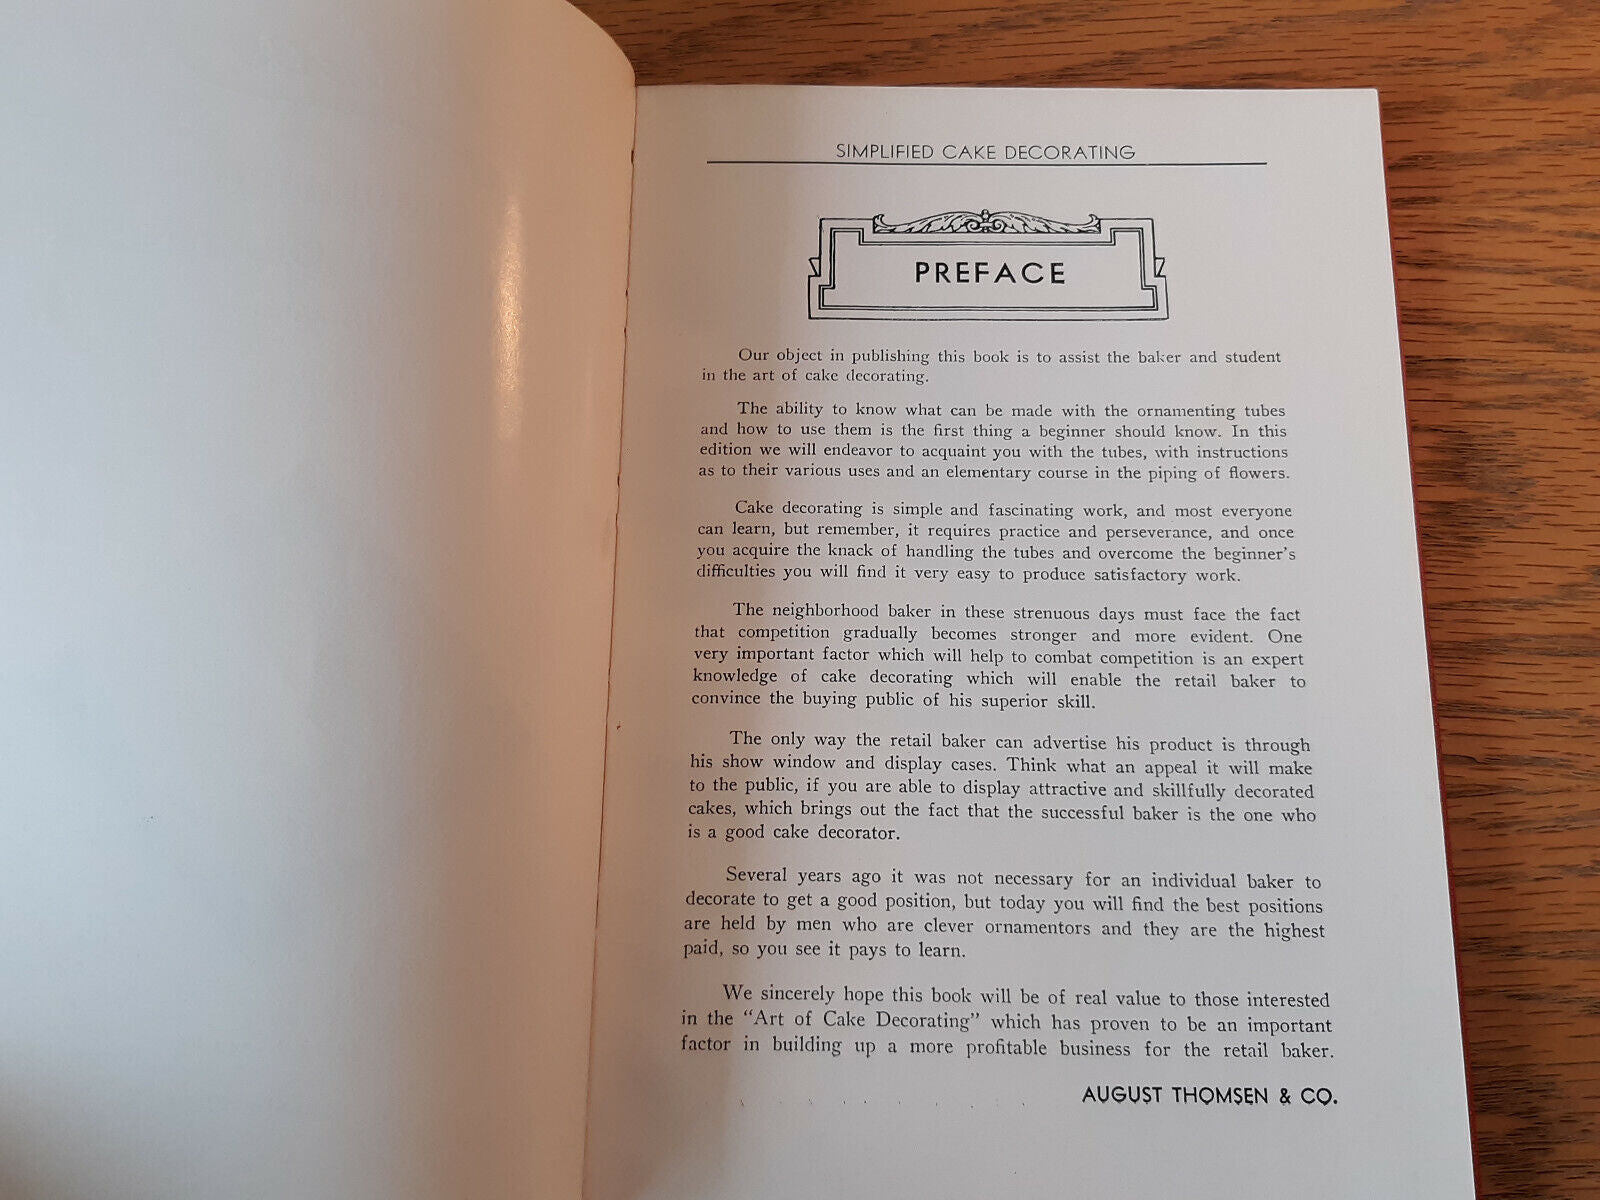 SIMPLIFIED CAKE DECORATING
PREFACE
Our object in publishing this book is to assist the baker and student
in the art of cake decorating.
The ability to know what can be made with the ornamenting tubes
and how to use them is the first thing a beginner should know. In this
edition we will endeavor to acquaint you with the tubes, with instructions
as to their various uses and an elementary course in the piping of flowers.
Cake decorating is simple and fascinating work, and most everyone
can learn, but remember, it requires practice and perseverance, and once
you acquire the knack of handling the tubes and overcome the beginner's
difficulties you will find it very easy to produce satisfactory work.
The neighborhood baker in these strenuous days must face the fact
that competition gradually becomes stronger and more evident. One
very important factor which will help to combat competition is an expert
knowledge of cake decorating which will enable the retail baker to
convince the buying public of his superior skill.
The only way the retail baker can advertise his product is through
his show window and display cases. Think what an appeal it will make
to the public, if you are able to display attractive and skillfully decorated
cakes, which brings out the fact that the successful baker is the one who
is a good cake decorator.
Several years ago it was not necessary for an individual baker to
decorate to get a good position, but today you will find the best positions
are held by men who are clever ornamentors and they are the highest
paid, so you see it pays to learn.
We sincerely hope this book will be of real value to those interested
in the "Art of Cake Decorating" which has proven to be an important
factor in building up a more profitable business for the retail baker.
AUGUST THOMSEN & CO.